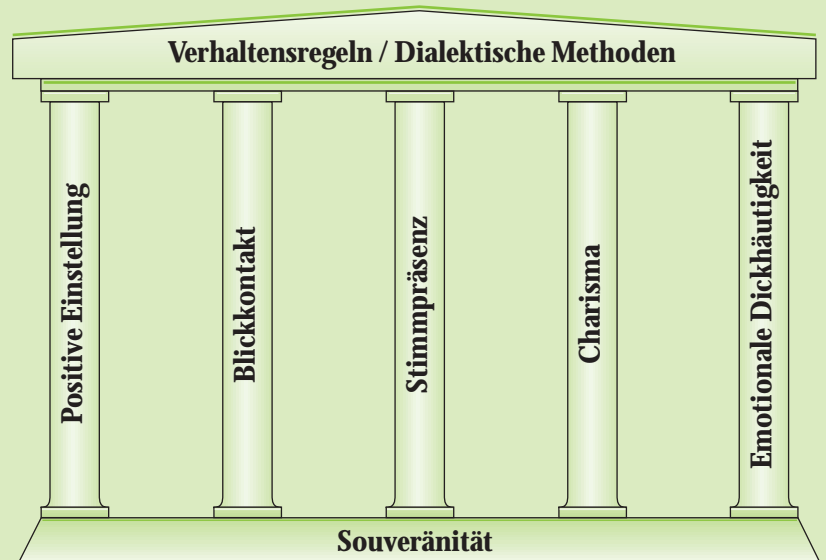 Verhaltensregeln / Dialektische Methoden
Positive Einstellung
Blickkontakt
Stimmpräsenz
Charisma
Emotionale Dickhäutigkeit
Souveränität